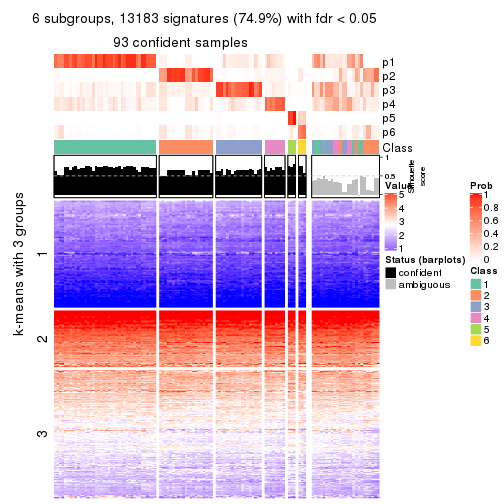 6 subgroups, 13183 signatures (74.9%) with fdr < 0.05
93 confident samples
p1
p2
p3
p4
p5
p6
Class
1
0.5
0
Silhouette
score
k-means with 3 groups
1
2
3
Value
5
4
3
2
1
Status (barplots)
confident
ambiguous
Prob
1
0.8
0.6
0.4
0.2
0
Class
1
2
3
4
5
6